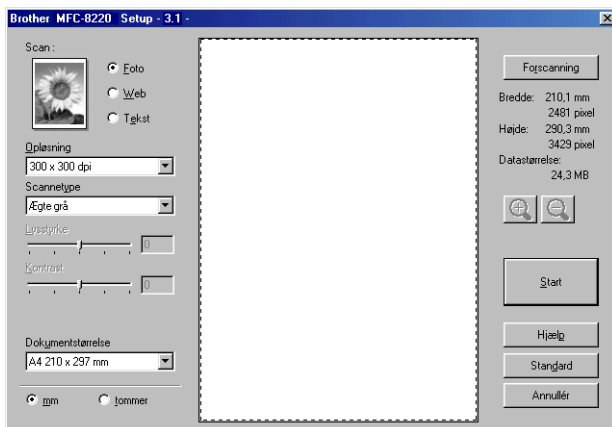 Brother MFC-8220 Setup - 3.1 -
Scan :
Foto
Web
Tekst
Opløsning
300 x 300 dpi
Scannetype
Ægte grå
Lysstyrke
0
Kontrast
0
Dokumentstørrelse
A4 210 x 297 mm
mm tommer
Forscanning
Bredde: 210,1 mm
2481 pixel
Højde: 290,3 mm
3429 pixel
Datastørrelse:
24,3 MB
Start
Hjælp
Standard
Annullér